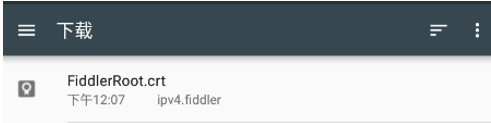 下载
FiddlerRoot.crt
下午12:07 ipv4.fiddler